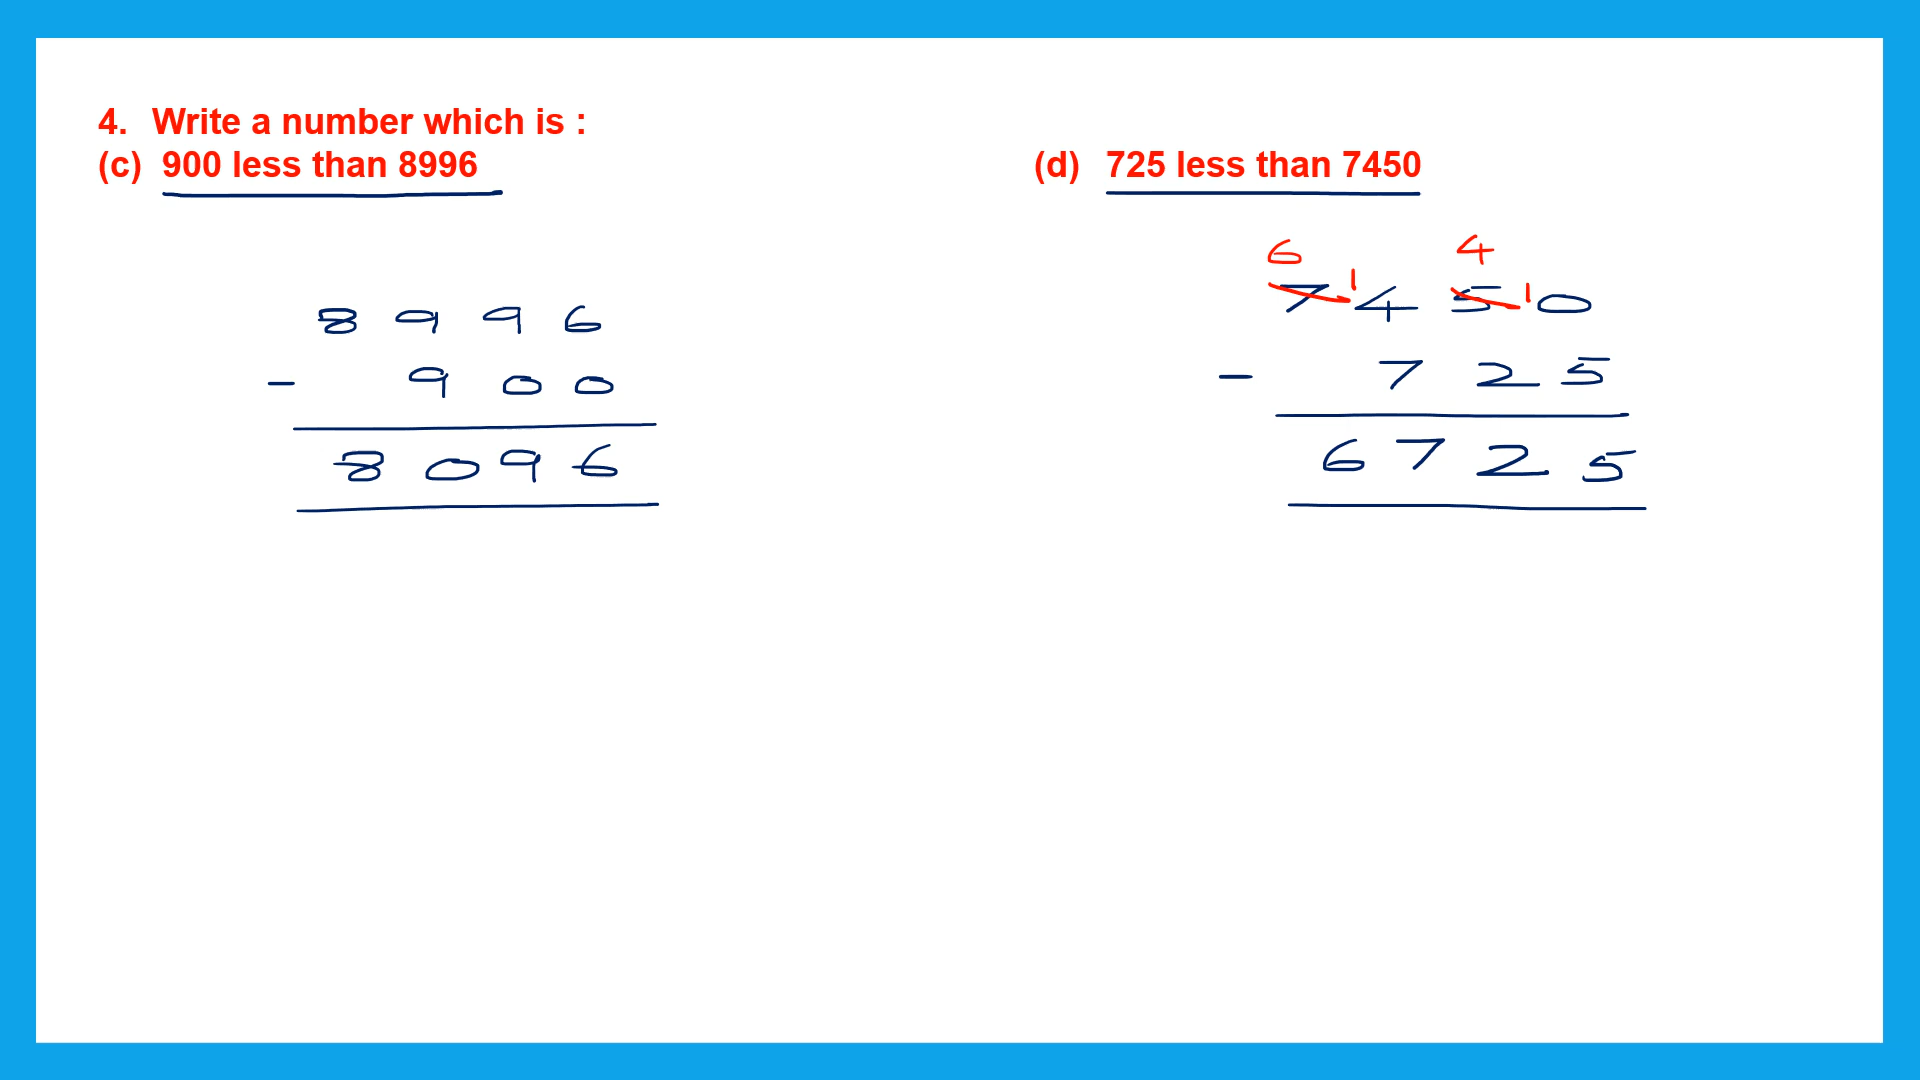 4. Write a number which is :
(c) 900 less than 8996
8 9 9 6
- 9 0 0
8 0 9 6
(d) 725 less than 7450
6 4
7 1 4 5 1 0
- 7 2 5
6 7 2 5